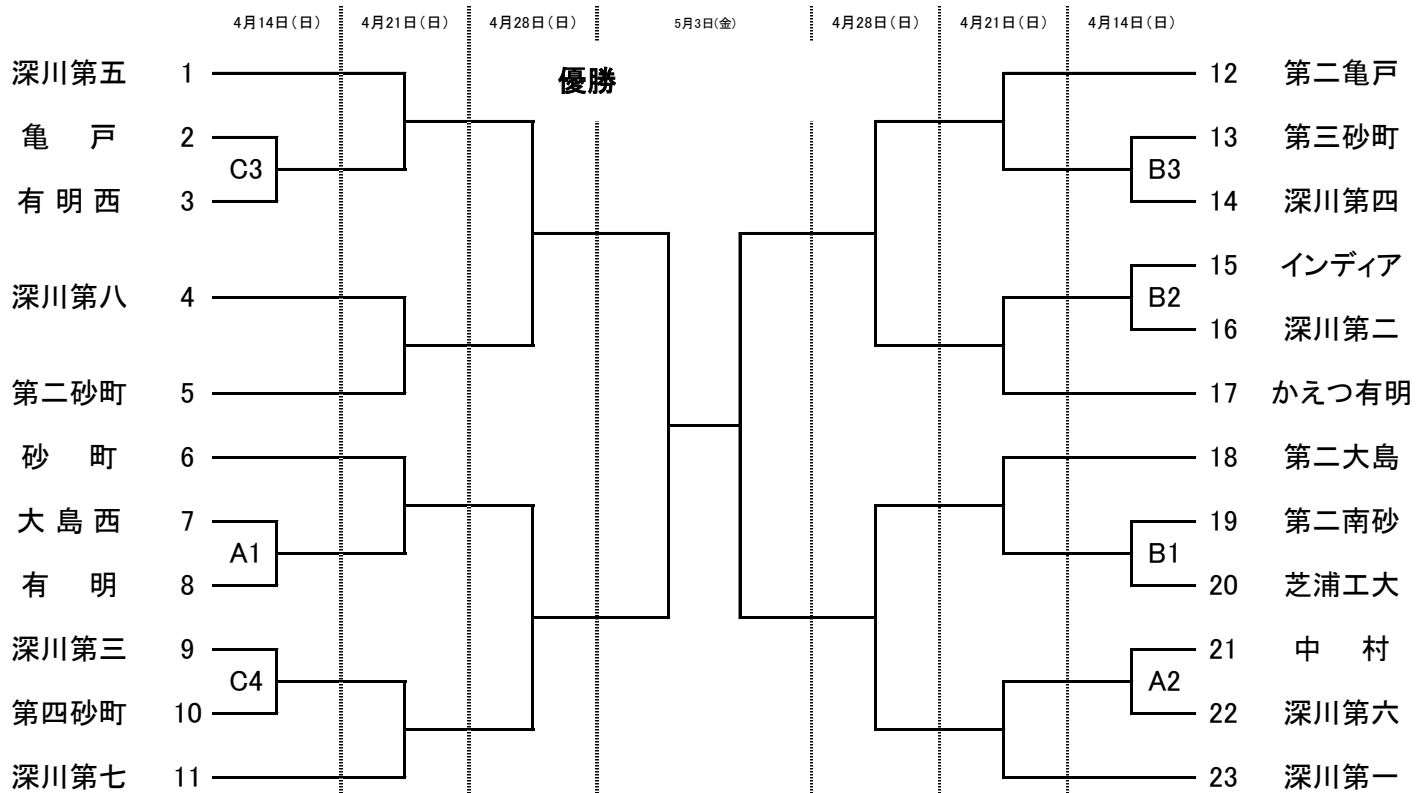 4月14日(日) 4月21日(日) 4月28日(日) 5月3日(金) 4月28日(日) 4月21日(日) 4月14日(日)
優勝
深川第五 1
亀 戸 2
C3
有明西 3
深川第八 4
第二砂町 5
砂 町 6
大島西 7
A1
有 明 8
深川第三 9
C4
第四砂町 10
深川第七 11
12 第二亀戸
13 第三砂町
B3
14 深川第四
15 インディア
B2
16 深川第二
17 かえつ有明
18 第二大島
19 第二南砂
B1
20 芝浦工大
21 中 村
A2
22 深川第六
23 深川第一